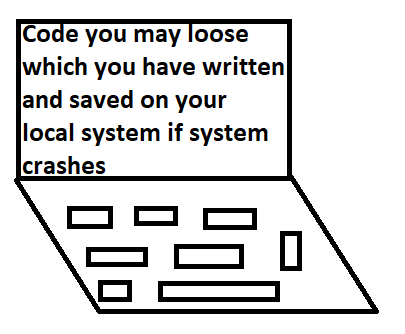 Code you may loose
which you have written
and saved on your
local system if system
crashes